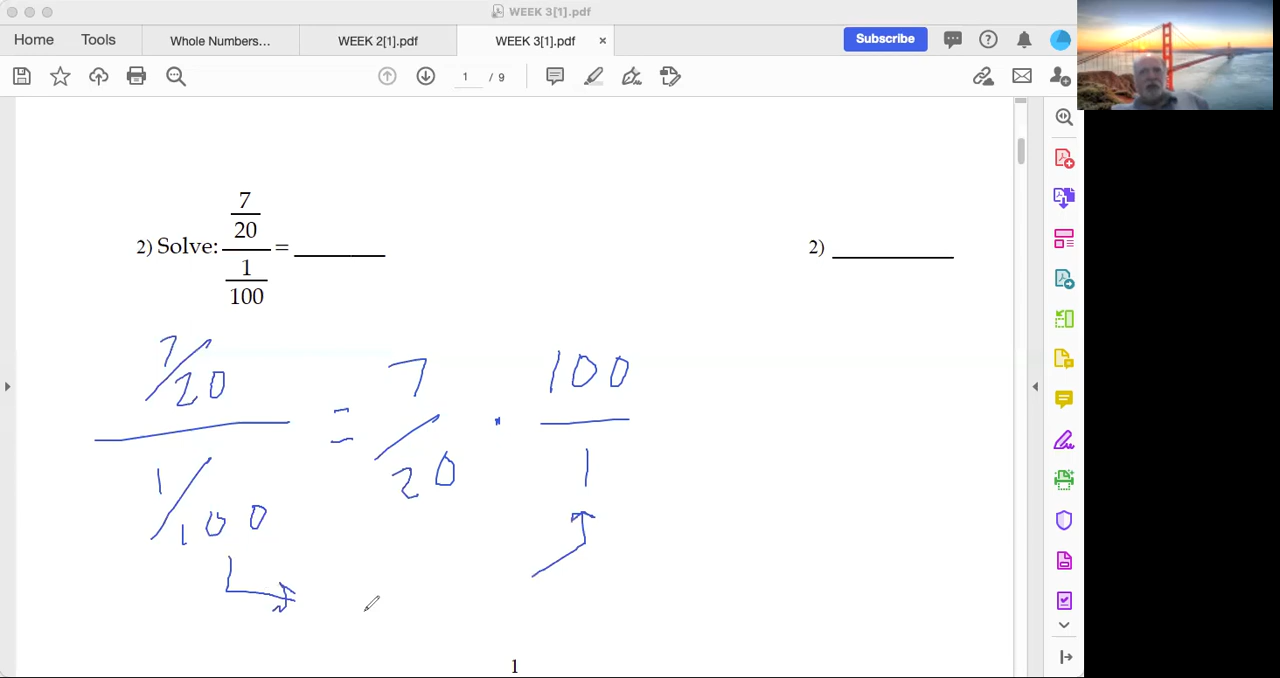 WEEK 3[1].pdf
Home Tools Whole Numbers... WEEK 2[1].pdf WEEK 3[1].pdf × Subscribe
1 / 9
7
20
2) Solve: = ________ 2) ___________
1
100
7/20 = 7/20 · 100
1/100 1
1